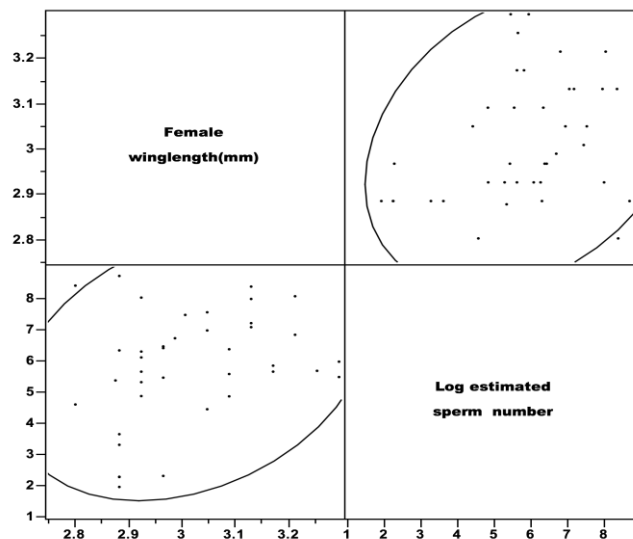 3.2
3.1
3
2.9
2.8
Female
winglength(mm)
8
7
6
5
4
3
2
1
Log estimated
sperm number
2.8 2.9 3 3.1 3.2 1 2 3 4 5 6 7 8